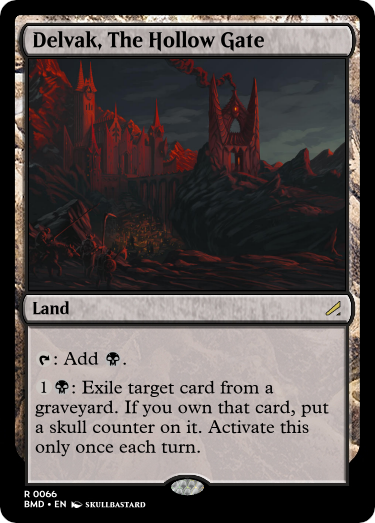 Delvak, The Hollow Gate
Land
: Add .
1 : Exile target card from a
graveyard. If you own that card, put
a skull counter on it. Activate this
only once each turn.
R 0066
BMD • EN SKULLBASTARD